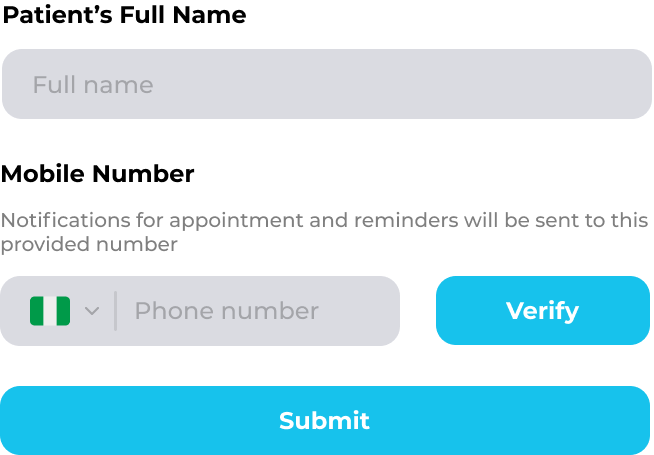 Patient’s Full Name
Full name
Mobile Number
Notifications for appointment and reminders will be sent to this
provided number
Phone number
Verify
Submit